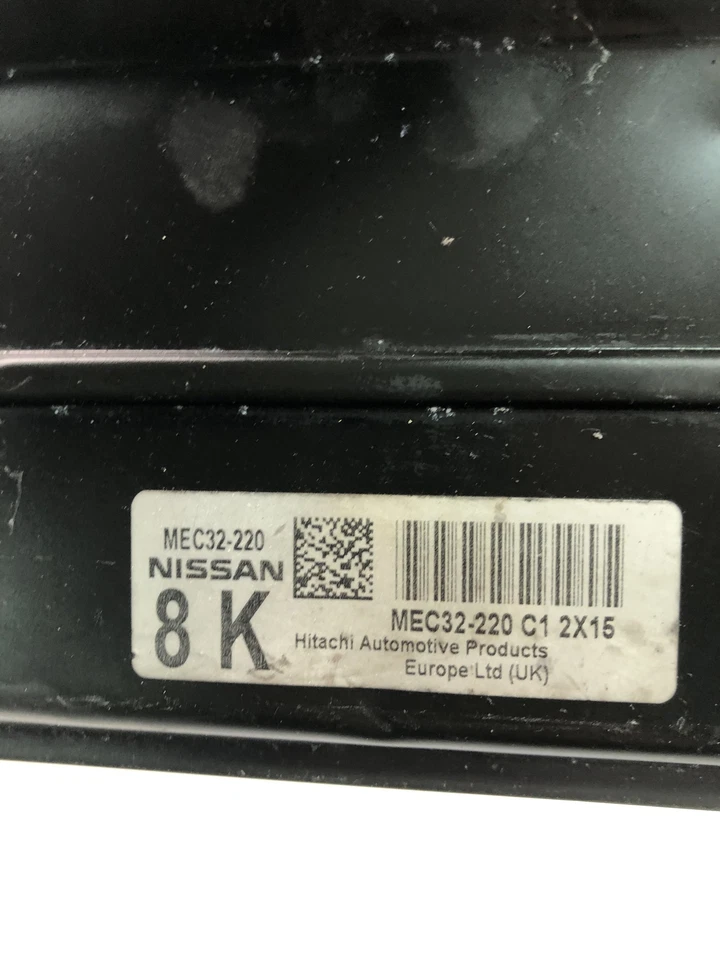 MEC32-220
NISSAN
8 K
MEC32-220 C1 2X15
Hitachi Automotive Products
Europe Ltd (UK)